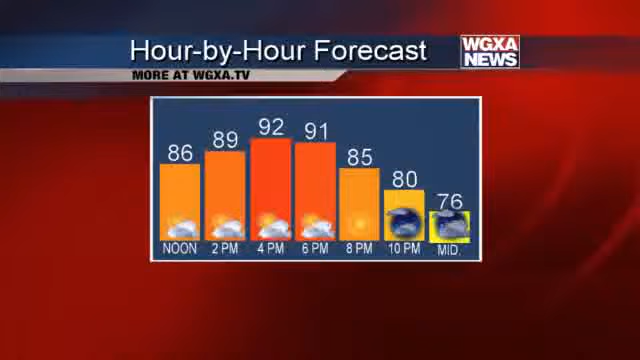 Hour-by-Hour Forecast
WGXA
NEWS
MORE AT WGXA.TV
86 89 92 91 85 80 76
NOON 2 PM 4 PM 6 PM 8 PM 10 PM MID.